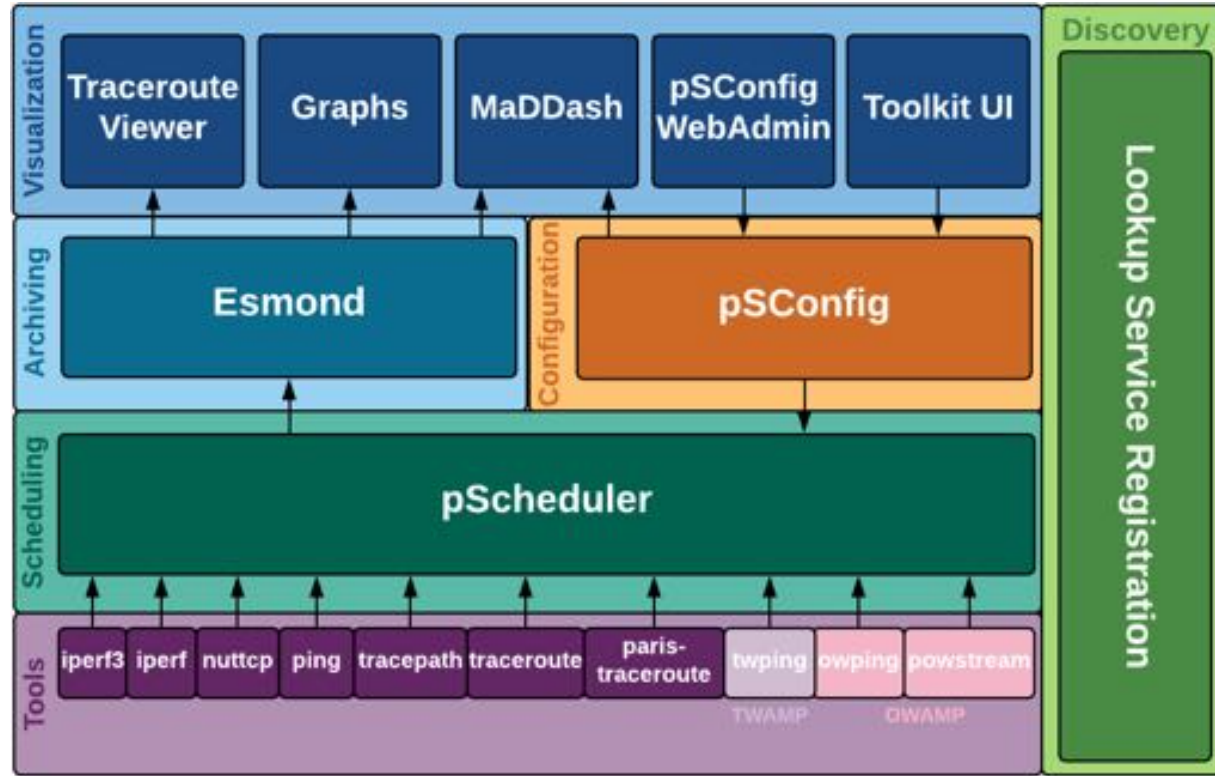 Visualization
Traceroute
Viewer
Graphs
MaDDash
pSConfig
WebAdmin
Toolkit UI
Discovery
Lookup Service Registration
Archiving
Esmond
Configuration
pSConfig
Scheduling
pScheduler
Tools
iperf3
iperf
nuttcp
ping
tracepath
traceroute
paris-
traceroute
twping
owping
powstream
TWAMP
OWAMP